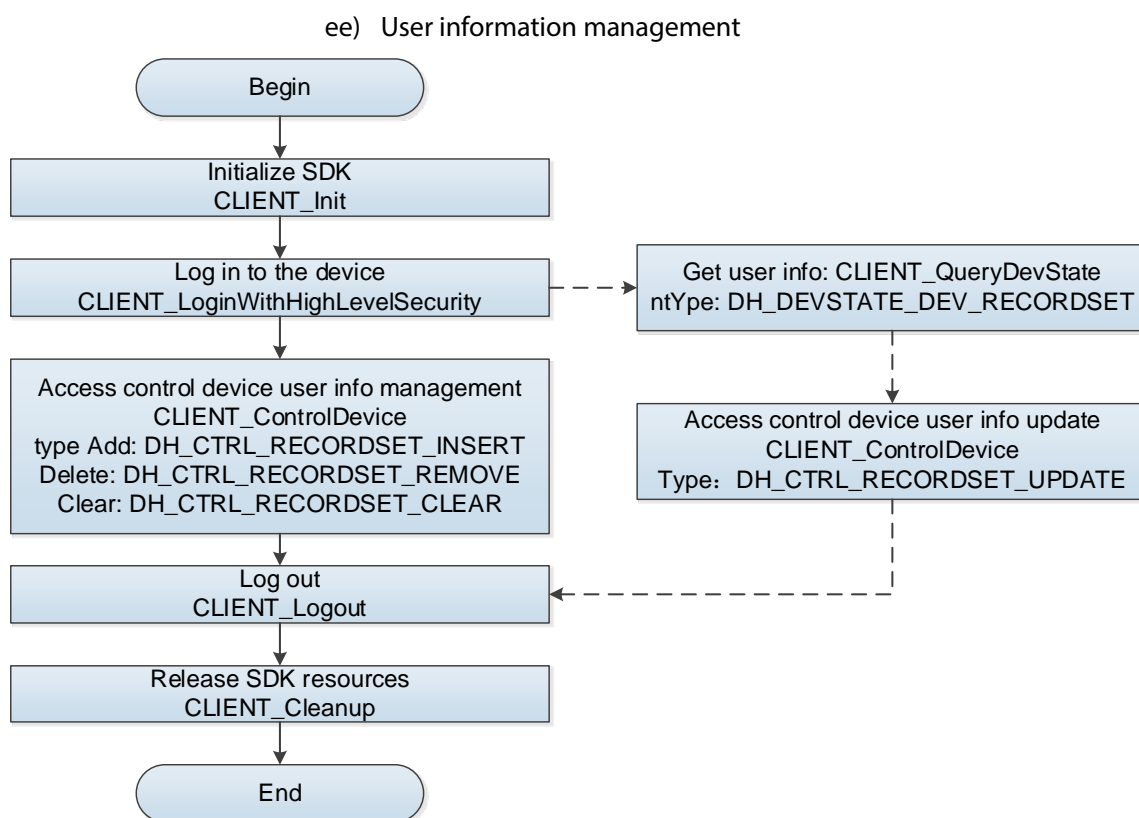 ee) User information management
Begin
Initialize SDK
CLIENT_Init
Log in to the device
CLIENT_LoginWithHighLevelSecurity
Get user info: CLIENT_QueryDevState
ntYpe: DH_DEVSTATE_DEV_RECORDSET
Access control device user info management
CLIENT_ControlDevice
type Add: DH_CTRL_RECORDSET_INSERT
Delete: DH_CTRL_RECORDSET_REMOVE
Clear: DH_CTRL_RECORDSET_CLEAR
Access control device user info update
CLIENT_ControlDevice
Type：DH_CTRL_RECORDSET_UPDATE
Log out
CLIENT_Logout
Release SDK resources
CLIENT_Cleanup
End